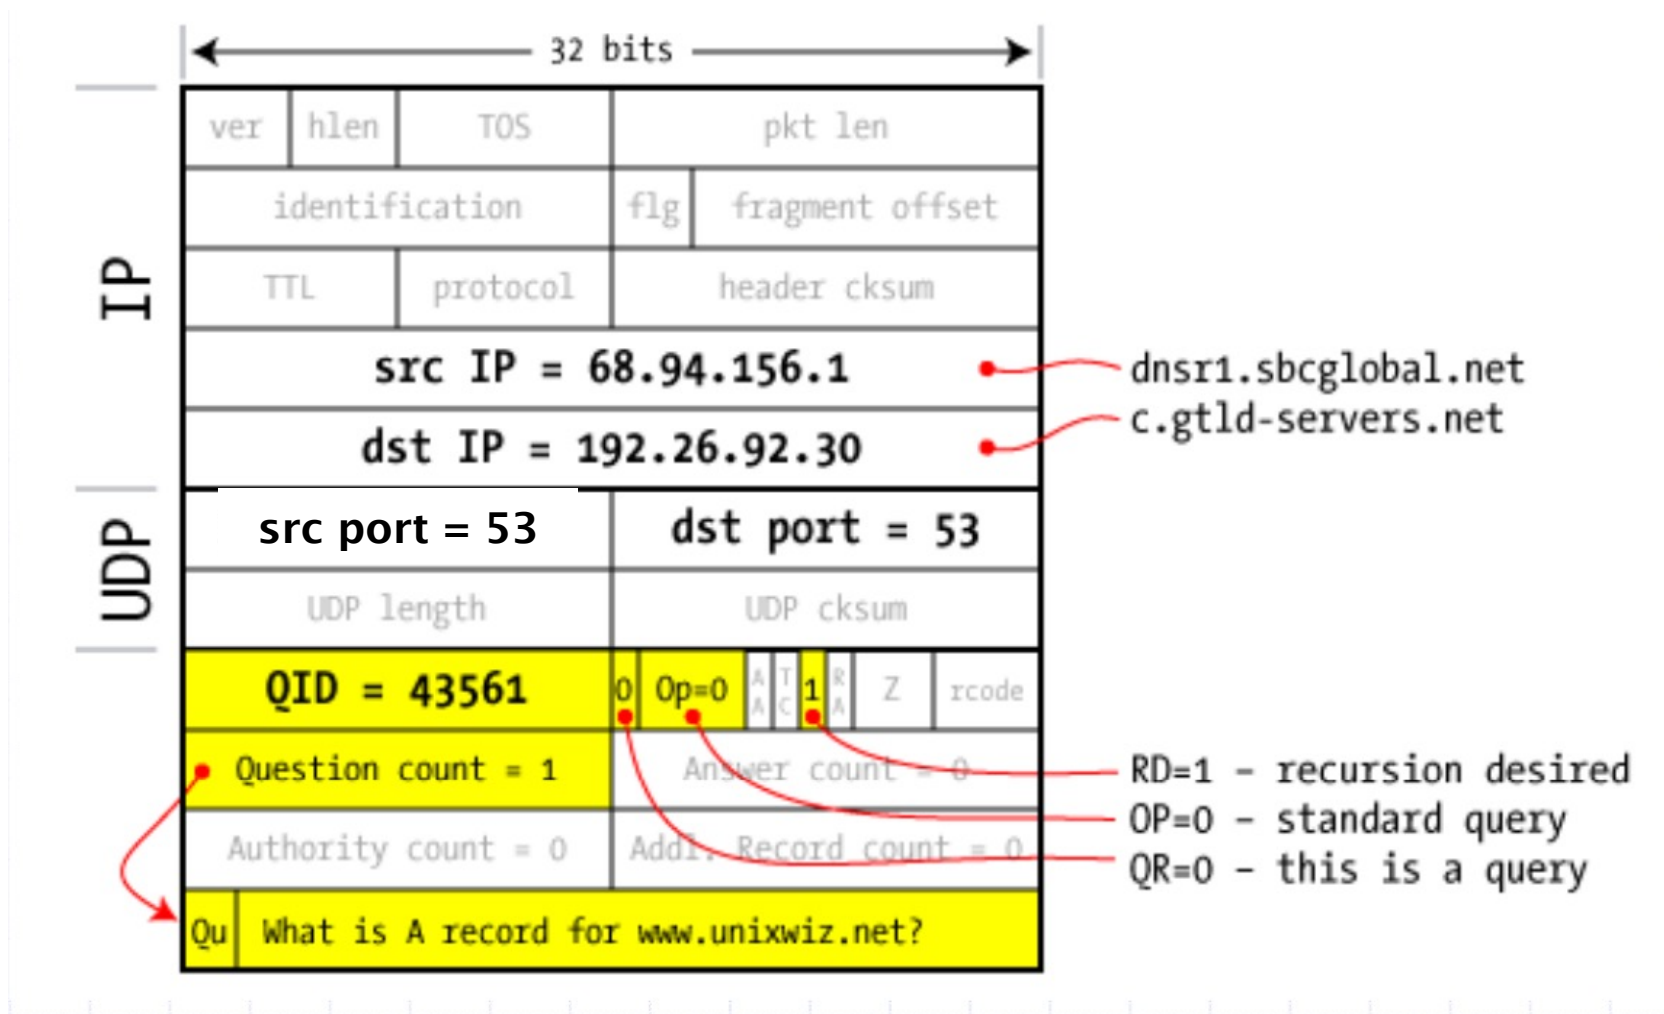 32 bits
ver hlen TOS pkt len
identification flg fragment offset
TTL protocol header cksum
IP
src IP = 68.94.156.1 dnsr1.sbcglobal.net
dst IP = 192.26.92.30 c.gtld-servers.net
UDP
src port = 53 dst port = 53
UDP length UDP cksum
QID = 43561 0 Op=0 AA TC 1 RA Z rcode
Question count = 1 Answer count = 0 RD=1 – recursion desired
OP=0 – standard query
Authority count = 0 Addl. Record count = 0 QR=0 – this is a query
Qu What is A record for www.unixwiz.net?